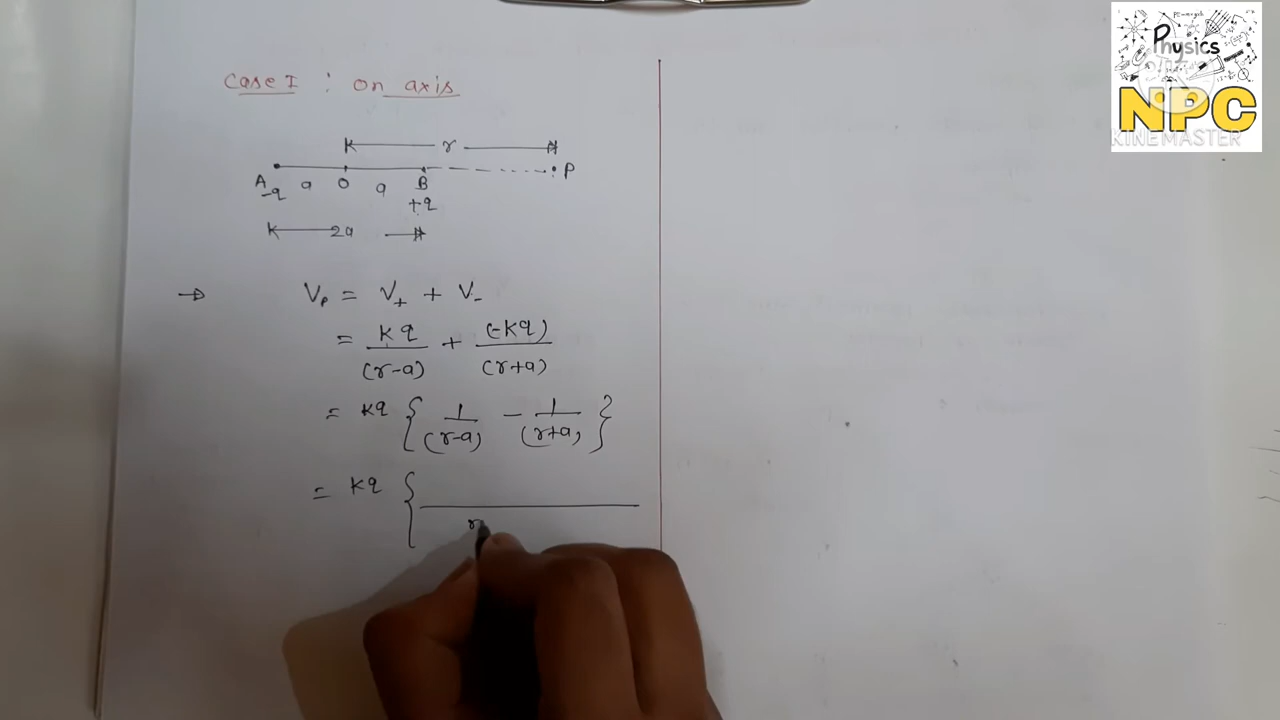 Case I : on axis
r
A O B P
-q a a +q
2a
→ Vₚ = V₊ + V₋
= kq/(r-a) + (-kq)/(r+a)
= kq { 1/(r-a) - 1/(r+a) }
= kq { r
Physics
NPC
KINEMASTER